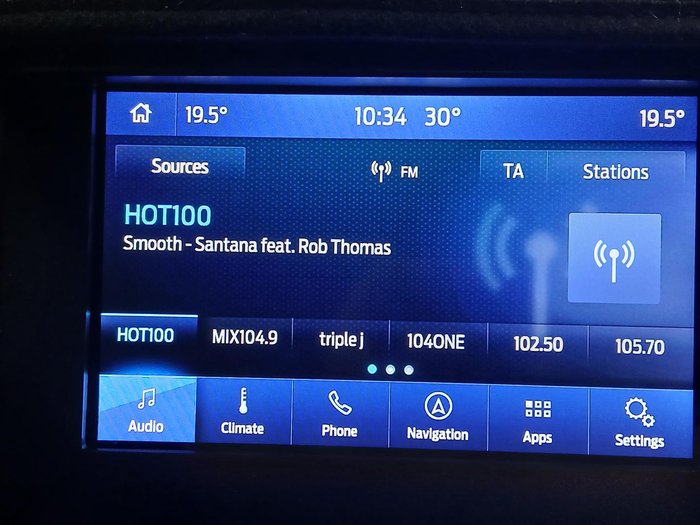 19.5° 10:34 30° 19.5°
Sources FM TA Stations
HOT100
Smooth - Santana feat. Rob Thomas
HOT100 MIX104.9 triple j 104ONE 102.50 105.70
Audio Climate Phone Navigation Apps Settings